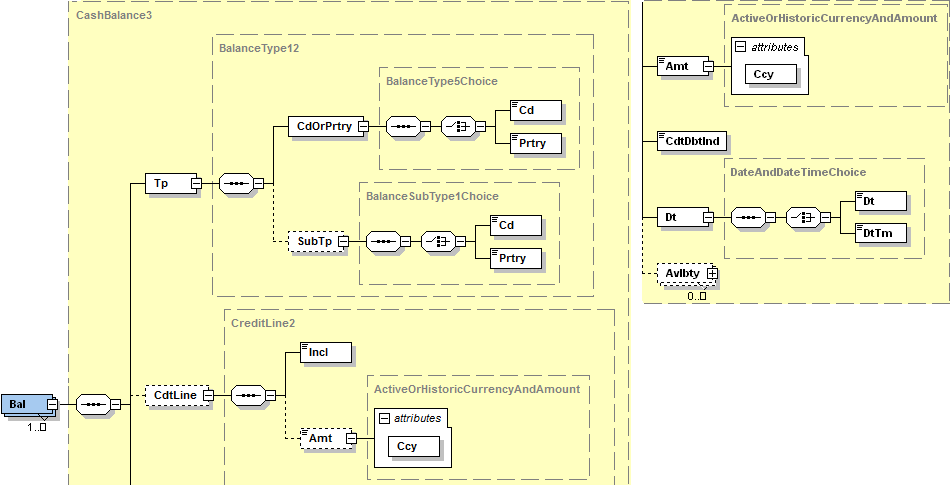 CashBalance3
BalanceType12
BalanceType5Choice
Cd
CdOrPrtry
Prtry
Tp
BalanceSubType1Choice
Cd
SubTp
Prtry
CreditLine2
Incl
CdtLine
ActiveOrHistoricCurrencyAndAmount
attributes
Amt
Ccy
Bal
1..
ActiveOrHistoricCurrencyAndAmount
attributes
Amt
Ccy
CdtDbtInd
DateAndDateTimeChoice
Dt
Dt
DtTm
Avlbty
0..